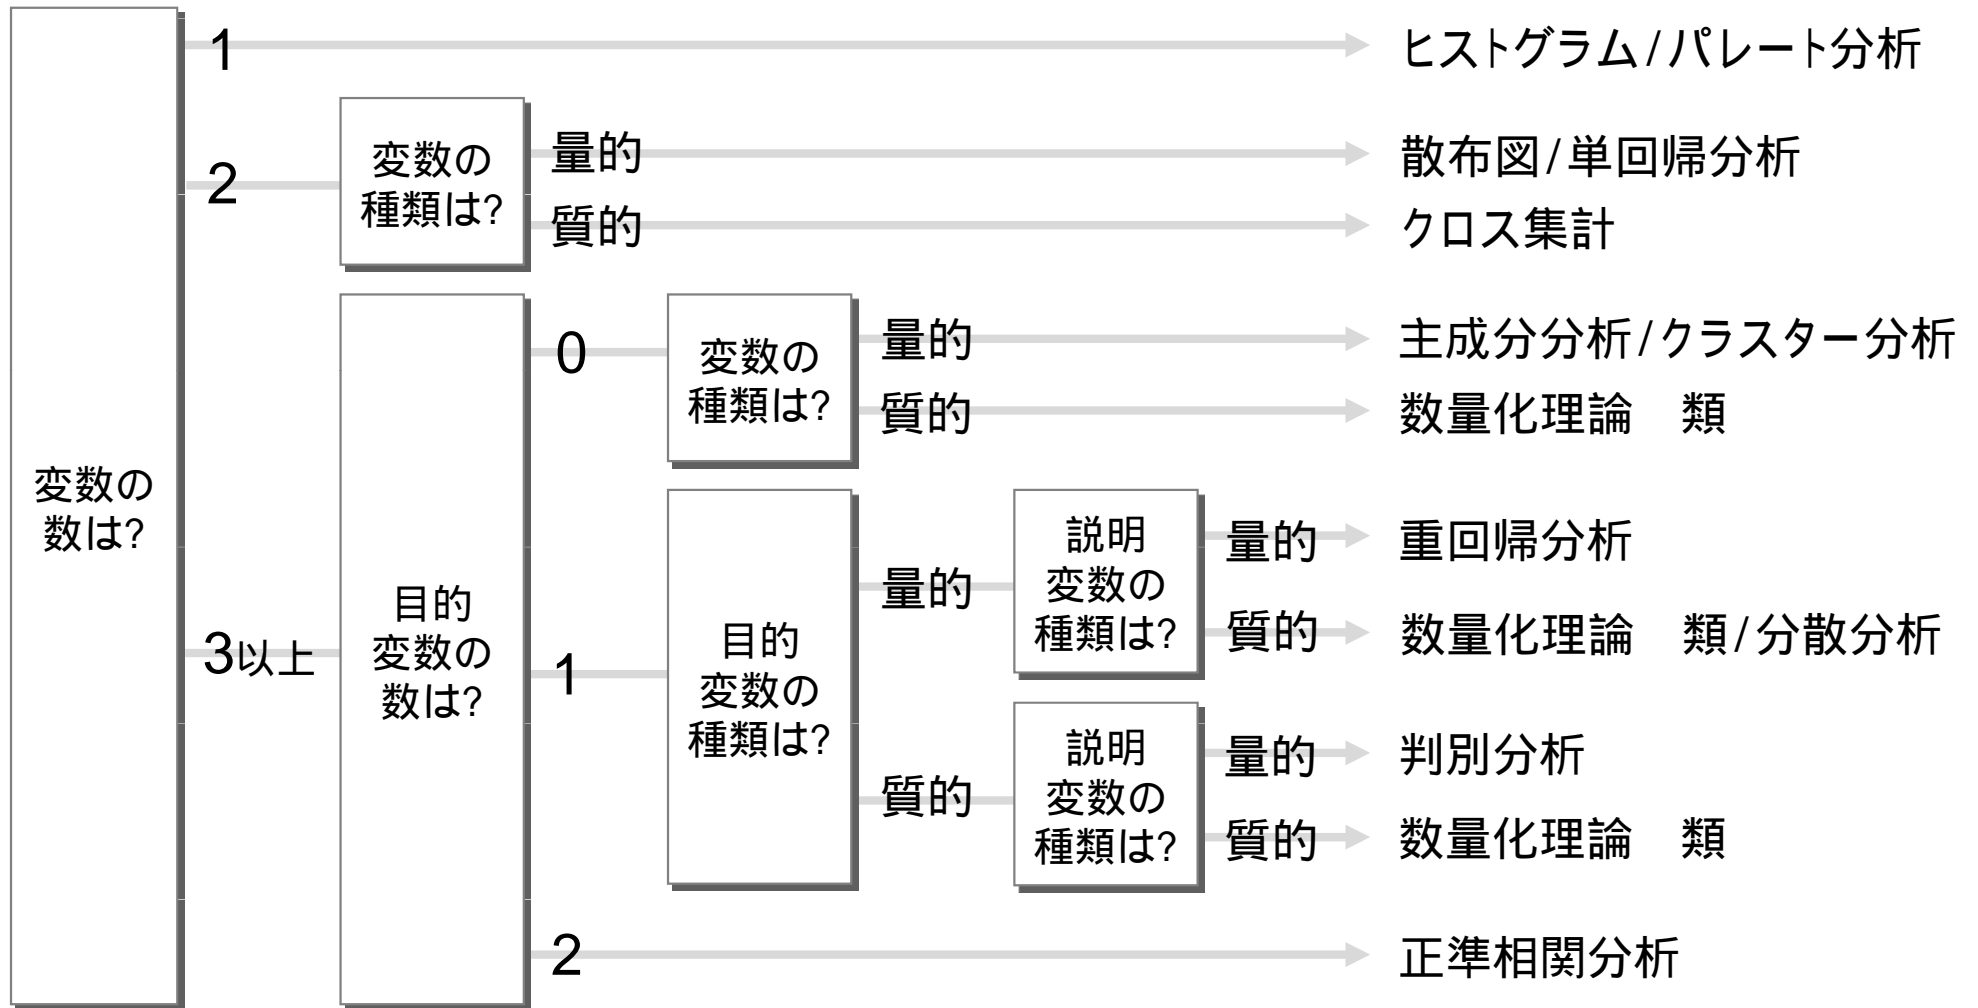 変数の
数は?
1
ヒストグラム/パレート分析
2
変数の
種類は?
量的
散布図/単回帰分析
質的
クロス集計
3以上
目的
変数の
数は?
0
変数の
種類は?
量的
主成分分析/クラスター分析
質的
数量化理論　類
1
目的
変数の
種類は?
量的
説明
変数の
種類は?
量的
重回帰分析
質的
数量化理論　類/分散分析
質的
説明
変数の
種類は?
量的
判別分析
質的
数量化理論　類
2
正準相関分析